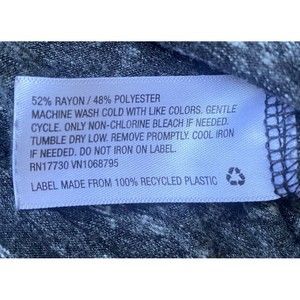 52% RAYON / 48% POLYESTER
MACHINE WASH COLD WITH LIKE COLORS. GENTLE
CYCLE. ONLY NON-CHLORINE BLEACH IF NEEDED.
TUMBLE DRY LOW. REMOVE PROMPTLY. COOL IRON
IF NEEDED. DO NOT IRON ON LABEL.
RN17730 VN1068795
LABEL MADE FROM 100% RECYCLED PLASTIC